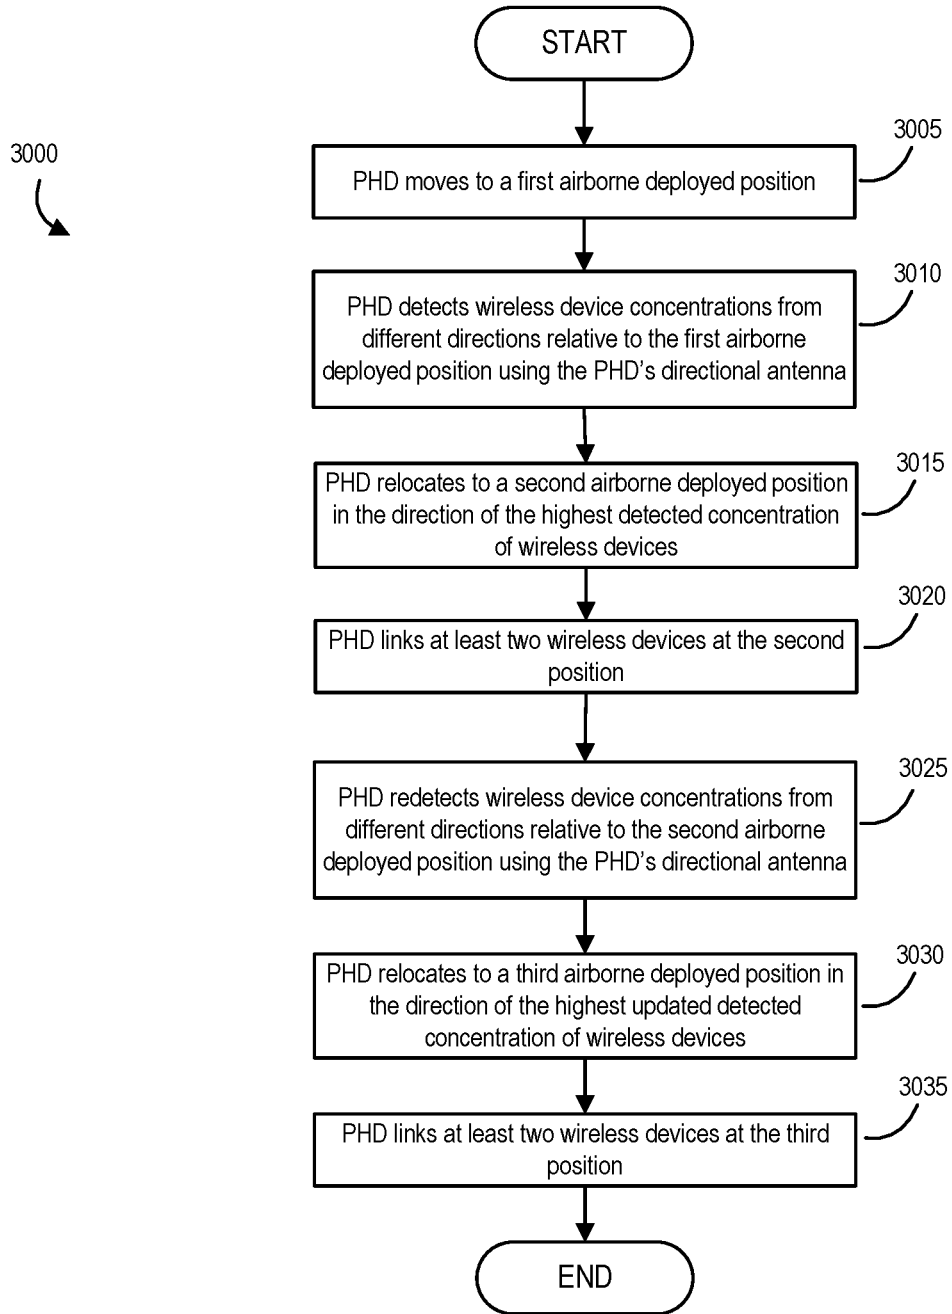 START
3000
3005
PHD moves to a first airborne deployed position
3010
PHD detects wireless device concentrations from
different directions relative to the first airborne
deployed position using the PHD's directional antenna
3015
PHD relocates to a second airborne deployed position
in the direction of the highest detected concentration
of wireless devices
3020
PHD links at least two wireless devices at the second
position
3025
PHD redetects wireless device concentrations from
different directions relative to the second airborne
deployed position using the PHD's directional antenna
3030
PHD relocates to a third airborne deployed position in
the direction of the highest updated detected
concentration of wireless devices
3035
PHD links at least two wireless devices at the third
position
END